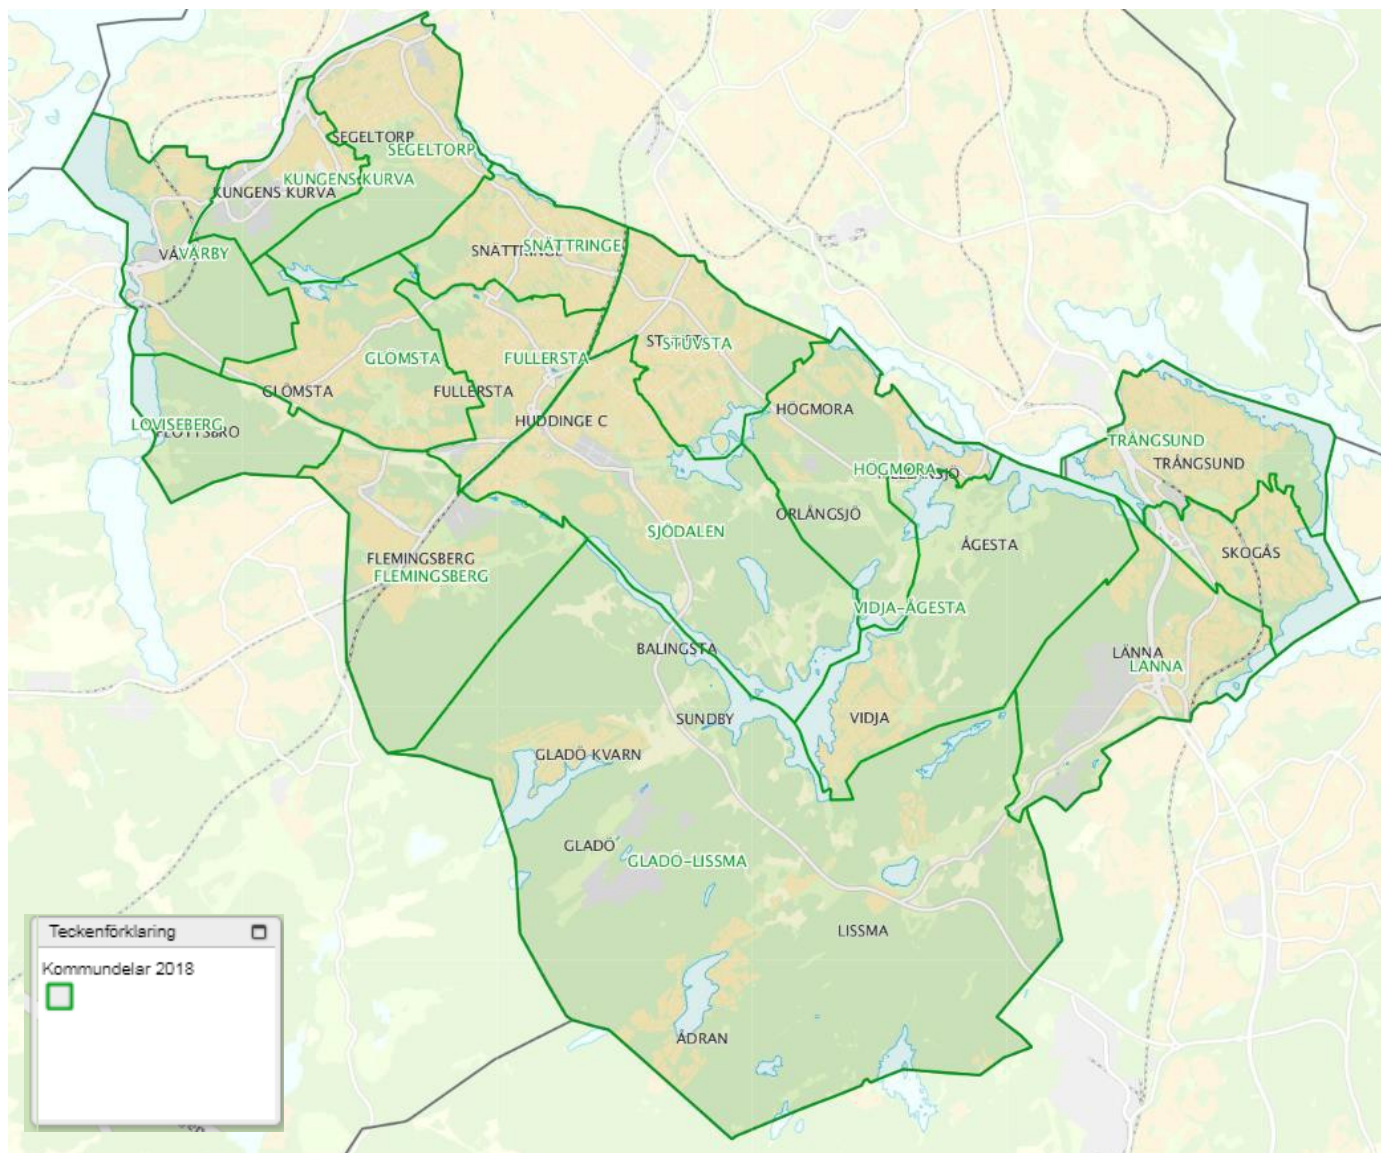 SEGELTORP
SEGELTORP
KUNGENS KURVA
KUNGENS KURVA
SNÄTTRINGE
SNÄTTRINGE
VÅRBY
STUVSTA
GLÖMSTA
FULLERSTA
GLÖMSTA
FULLERSTA
HÖGMORA
HUDDINGE C
LOVISEBERG
TRÅNGSUND
TRÅNGSUND
HÖGMORA
ORLÅNGSJÖ
SJÖDALEN
ÅGESTA
SKOGÅS
FLEMINGSBERG
FLEMINGSBERG
VIDJA-ÅGESTA
BALINGSTA
LÄNNA
LÄNNA
SUNDBY
VIDJA
GLADÖ KVARN
GLADÖ
GLADÖ-LISSMA
LISSMA
ÅDRAN
Teckenförklaring
Kommundelar 2018